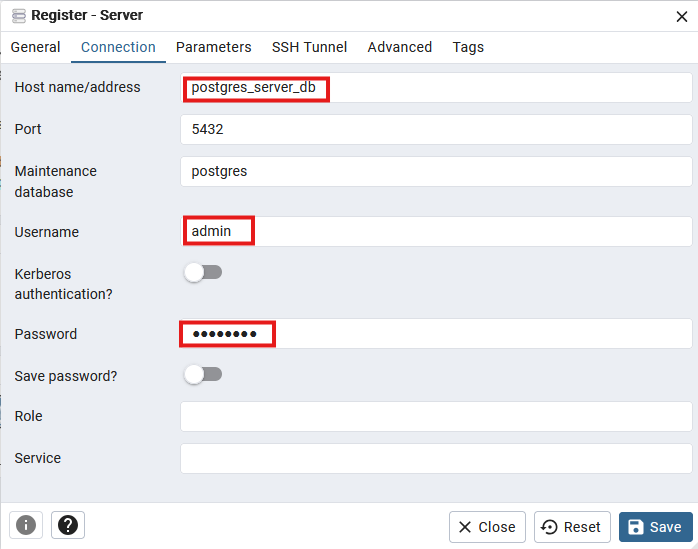 Register - Server
General Connection Parameters SSH Tunnel Advanced Tags
Host name/address postgres_server_db
Port 5432
Maintenance database postgres
Username admin
Kerberos authentication?
Password ●●●●●●●●
Save password?
Role
Service
Close Reset Save